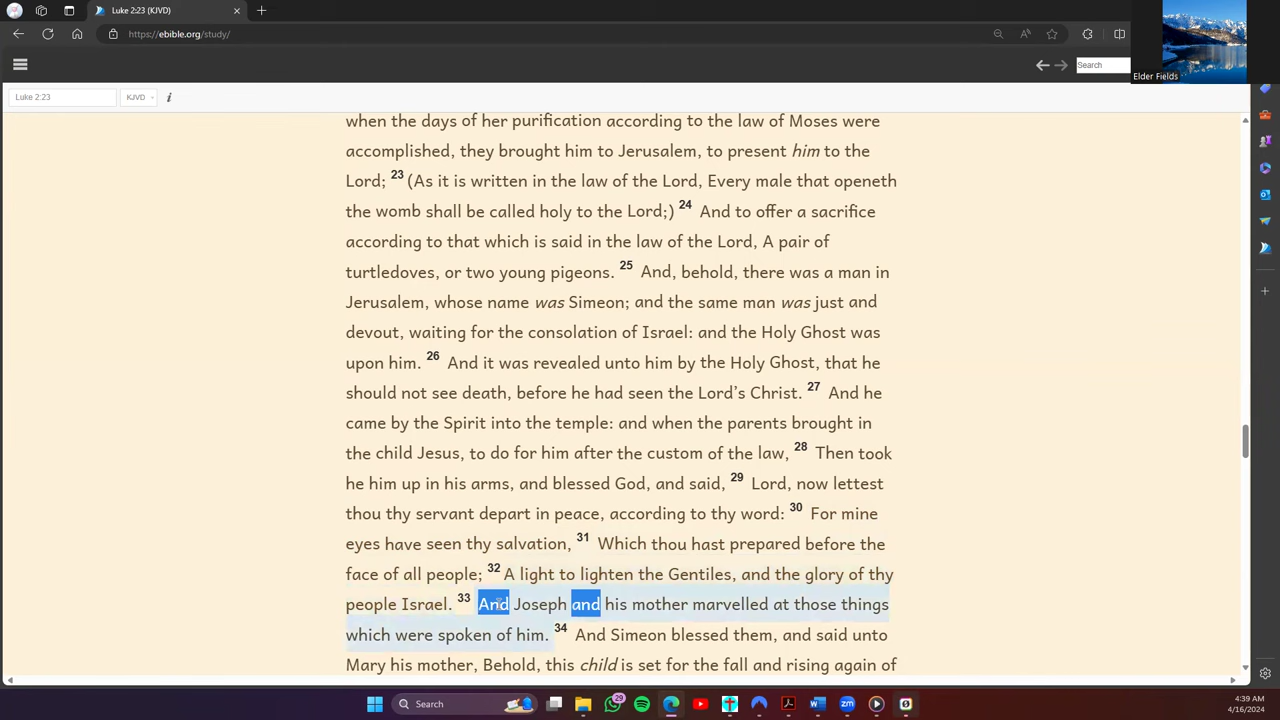 Luke 2:23 (KJVD)
https://ebible.org/study/
Search
Elder Fields
Luke 2:23
KJVD
i
when the days of her purification according to the law of Moses were
accomplished, they brought him to Jerusalem, to present him to the
Lord; 23 (As it is written in the law of the Lord, Every male that openeth
the womb shall be called holy to the Lord;) 24 And to offer a sacrifice
according to that which is said in the law of the Lord, A pair of
turtledoves, or two young pigeons. 25 And, behold, there was a man in
Jerusalem, whose name was Simeon; and the same man was just and
devout, waiting for the consolation of Israel: and the Holy Ghost was
upon him. 26 And it was revealed unto him by the Holy Ghost, that he
should not see death, before he had seen the Lord’s Christ. 27 And he
came by the Spirit into the temple: and when the parents brought in
the child Jesus, to do for him after the custom of the law, 28 Then took
he him up in his arms, and blessed God, and said, 29 Lord, now lettest
thou thy servant depart in peace, according to thy word: 30 For mine
eyes have seen thy salvation, 31 Which thou hast prepared before the
face of all people; 32 A light to lighten the Gentiles, and the glory of thy
people Israel. 33 And Joseph and his mother marvelled at those things
which were spoken of him. 34 And Simeon blessed them, and said unto
Mary his mother, Behold, this child is set for the fall and rising again of
Search
29
zm
4:39 AM
4/16/2024